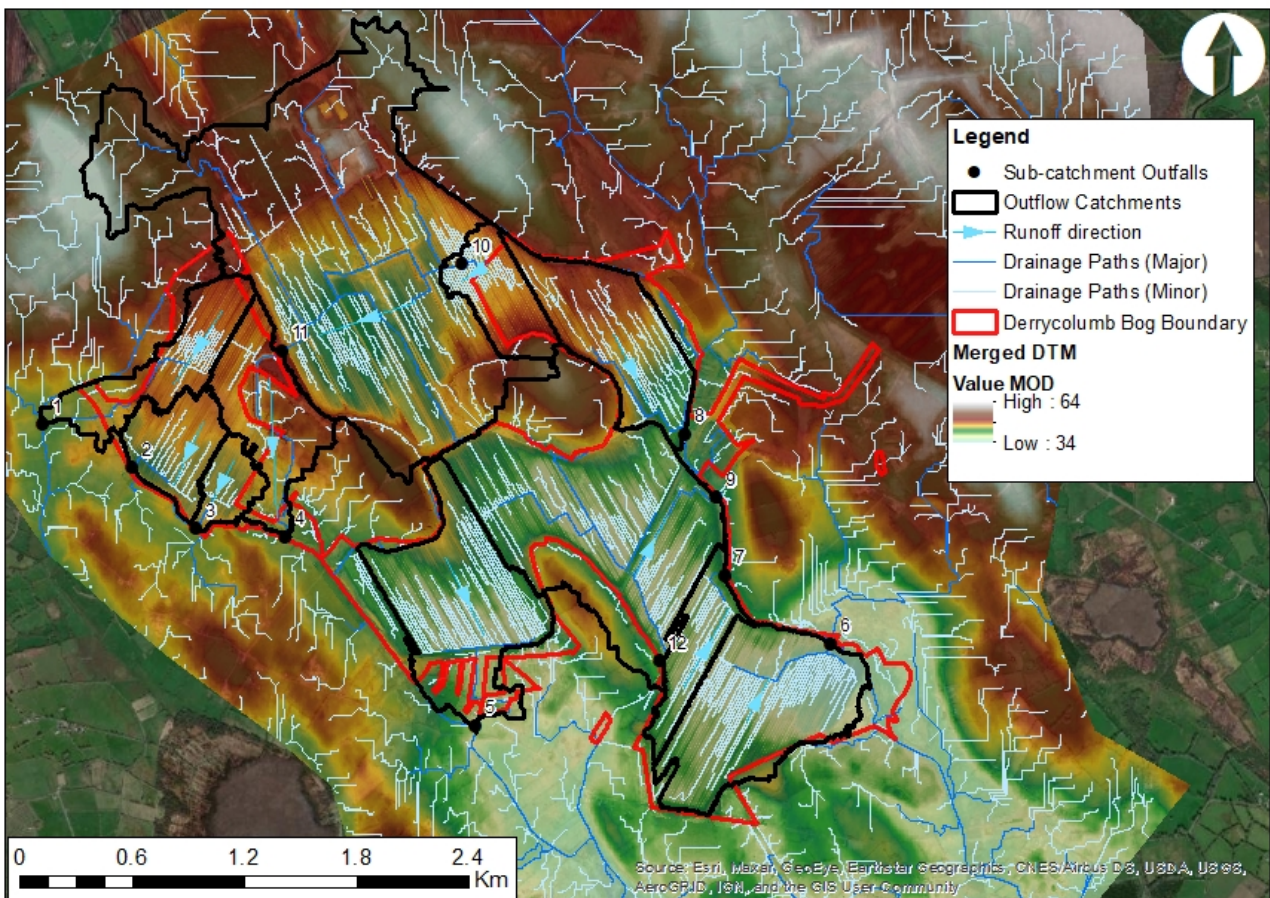 Legend
Sub-catchment Outfalls
Outflow Catchments
Runoff direction
Drainage Paths (Major)
Drainage Paths (Minor)
Derrycolumb Bog Boundary
Merged DTM
Value MOD
High : 64
Low : 34
10
11
1
8
2
9
3
4
7
6
12
5
0 0.6 1.2 1.8 2.4
Km
Source: Esri, Maxar, GeoEye, Earthstar Geographics, CNES/Airbus DS, USDA, USGS,
AeroGRID, IGN, and the GIS User Community